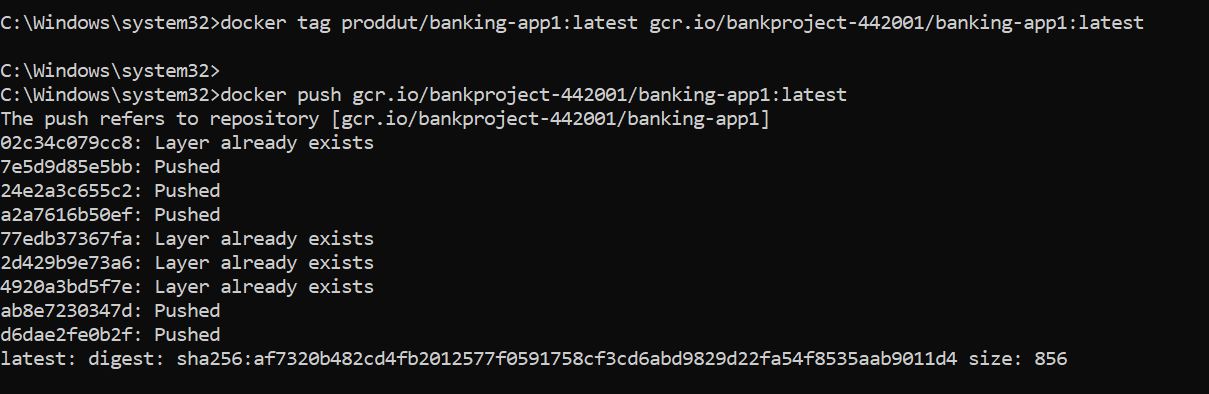 C:\Windows\system32>docker tag proddut/banking-app1:latest gcr.io/bankproject-442001/banking-app1:latest
C:\Windows\system32>
C:\Windows\system32>docker push gcr.io/bankproject-442001/banking-app1:latest
The push refers to repository [gcr.io/bankproject-442001/banking-app1]
02c34c079cc8: Layer already exists
7e5d9d85e5bb: Pushed
24e2a3c655c2: Pushed
a2a7616b50ef: Pushed
77edb37367fa: Layer already exists
2d429b9e73a6: Layer already exists
4920a3bd5f7e: Layer already exists
ab8e7230347d: Pushed
d6dae2fe0b2f: Pushed
latest: digest: sha256:af7320b482cd4fb2012577f0591758cf3cd6abd9829d22fa54f8535aab9011d4 size: 856